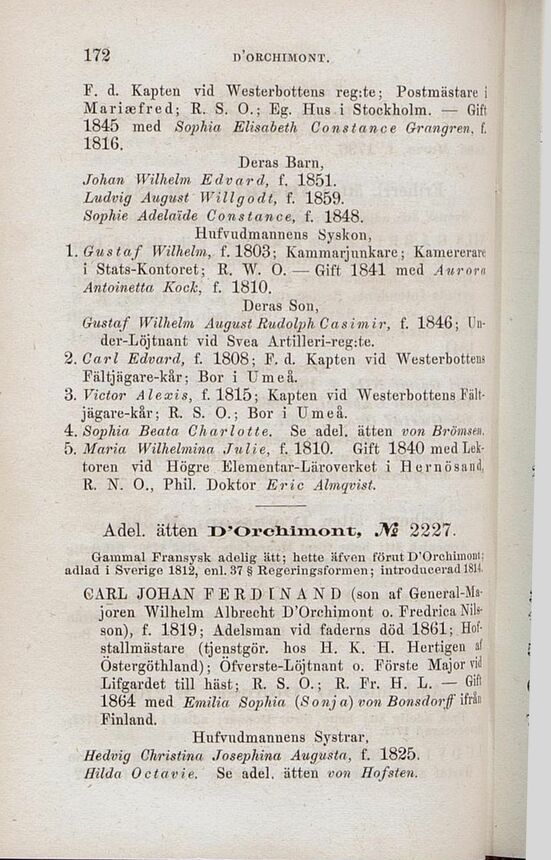 172 D'ORCHIMONT.
F. d. Kapten vid Westerbottens reg:te; Postmästare i
Mariæfred; R. S. O.; Eg. Hus i Stockholm. — Gift
1845 med Sophia Elisabeth Constance Grangren, f.
1816.
Deras Barn,
Johan Wilhelm Edvard, f. 1851.
Ludvig August Willgodt, f. 1859.
Sophie Adelaïde Constance, f. 1848.
Hufvudmannens Syskon,
1. Gustaf Wilhelm, f. 1803; Kammarjunkare; Kamererare
i Stats-Kontoret; R. W. O. — Gift 1841 med Aurora
Antoinetta Kock, f. 1810.
Deras Son,
Gustaf Wilhelm August Rudolph Casimir, f. 1846; Un-
der-Löjtnant vid Svea Artilleri-reg:te.
2. Carl Edvard, f. 1808; F. d. Kapten vid Westerbottens
Fältjägare-kår; Bor i Umeå.
3. Victor Alexis, f. 1815; Kapten vid Westerbottens Fält-
jägare-kår; R. S. O.; Bor i Umeå.
4. Sophia Beata Charlotte. Se adel. ätten von Brömsen.
5. Maria Wilhelmina Julie, f. 1810. Gift 1840 med Lek-
toren vid Högre Elementar-Läroverket i Hernösand,
R. N. O., Phil. Doktor Eric Almqvist.
Adel. ätten D'Orchimont, № 2227.
Gammal Fransysk adelig ätt; hette äfven förut D'Orchimont;
adlad i Sverige 1812, enl. 37 § Regeringsformen; introducerad 1814.
CARL JOHAN FERDINAND (son af General-Ma-
joren Wilhelm Albrecht D'Orchimont o. Fredrica Nils-
son), f. 1819; Adelsman vid faderns död 1861; Hof-
stallmästare (tjenstgör. hos H. K. H. Hertigen af
Östergöthland); Öfverste-Löjtnant o. Förste Major vid
Lifgardet till häst; R. S. O.; R. Fr. H. L. — Gift
1864 med Emilia Sophia (Sonja) von Bonsdorff ifrån
Finland.
Hufvudmannens Systrar,
Hedvig Christina Josephina Augusta, f. 1825.
Hilda Octavie. Se adel. ätten von Hofsten.